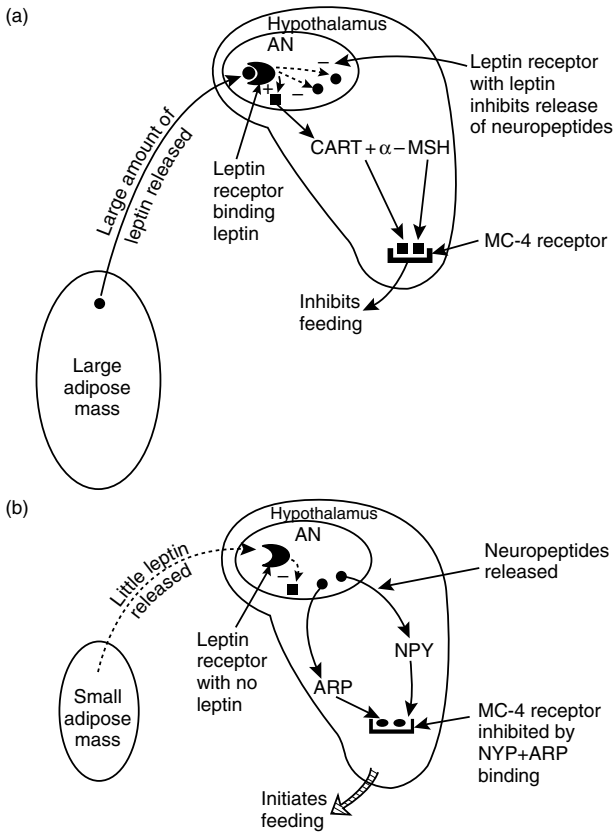 (a)
Hypothalamus
AN
–
+
–
Leptin receptor
with leptin
inhibits release
of neuropeptides
Large amount of
leptin released
CART + α – MSH
Leptin
receptor
binding
leptin
MC-4 receptor
Inhibits
feeding
Large
adipose
mass
(b)
Hypothalamus
AN
–
Little leptin
released
Neuropeptides
released
Leptin
receptor
with no
leptin
NPY
ARP
Small
adipose
mass
MC-4 receptor
inhibited by
NYP+ARP
binding
Initiates
feeding